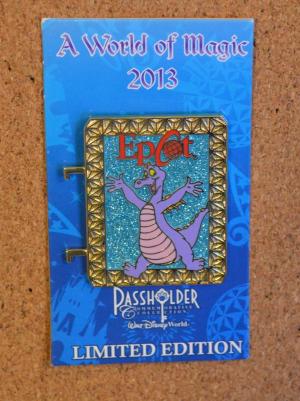 A World of Magic
2013
Epcot
PASSHOLDER
COMMEMORATIVE
COLLECTION
Walt Disney World
LIMITED EDITION